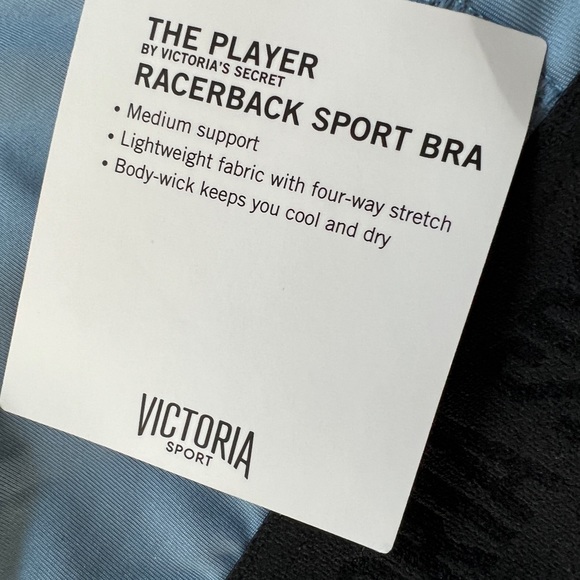 THE PLAYER
BY VICTORIA'S SECRET
RACERBACK SPORT BRA
• Medium support
• Lightweight fabric with four-way stretch
• Body-wick keeps you cool and dry
VICTORIA
SPORT